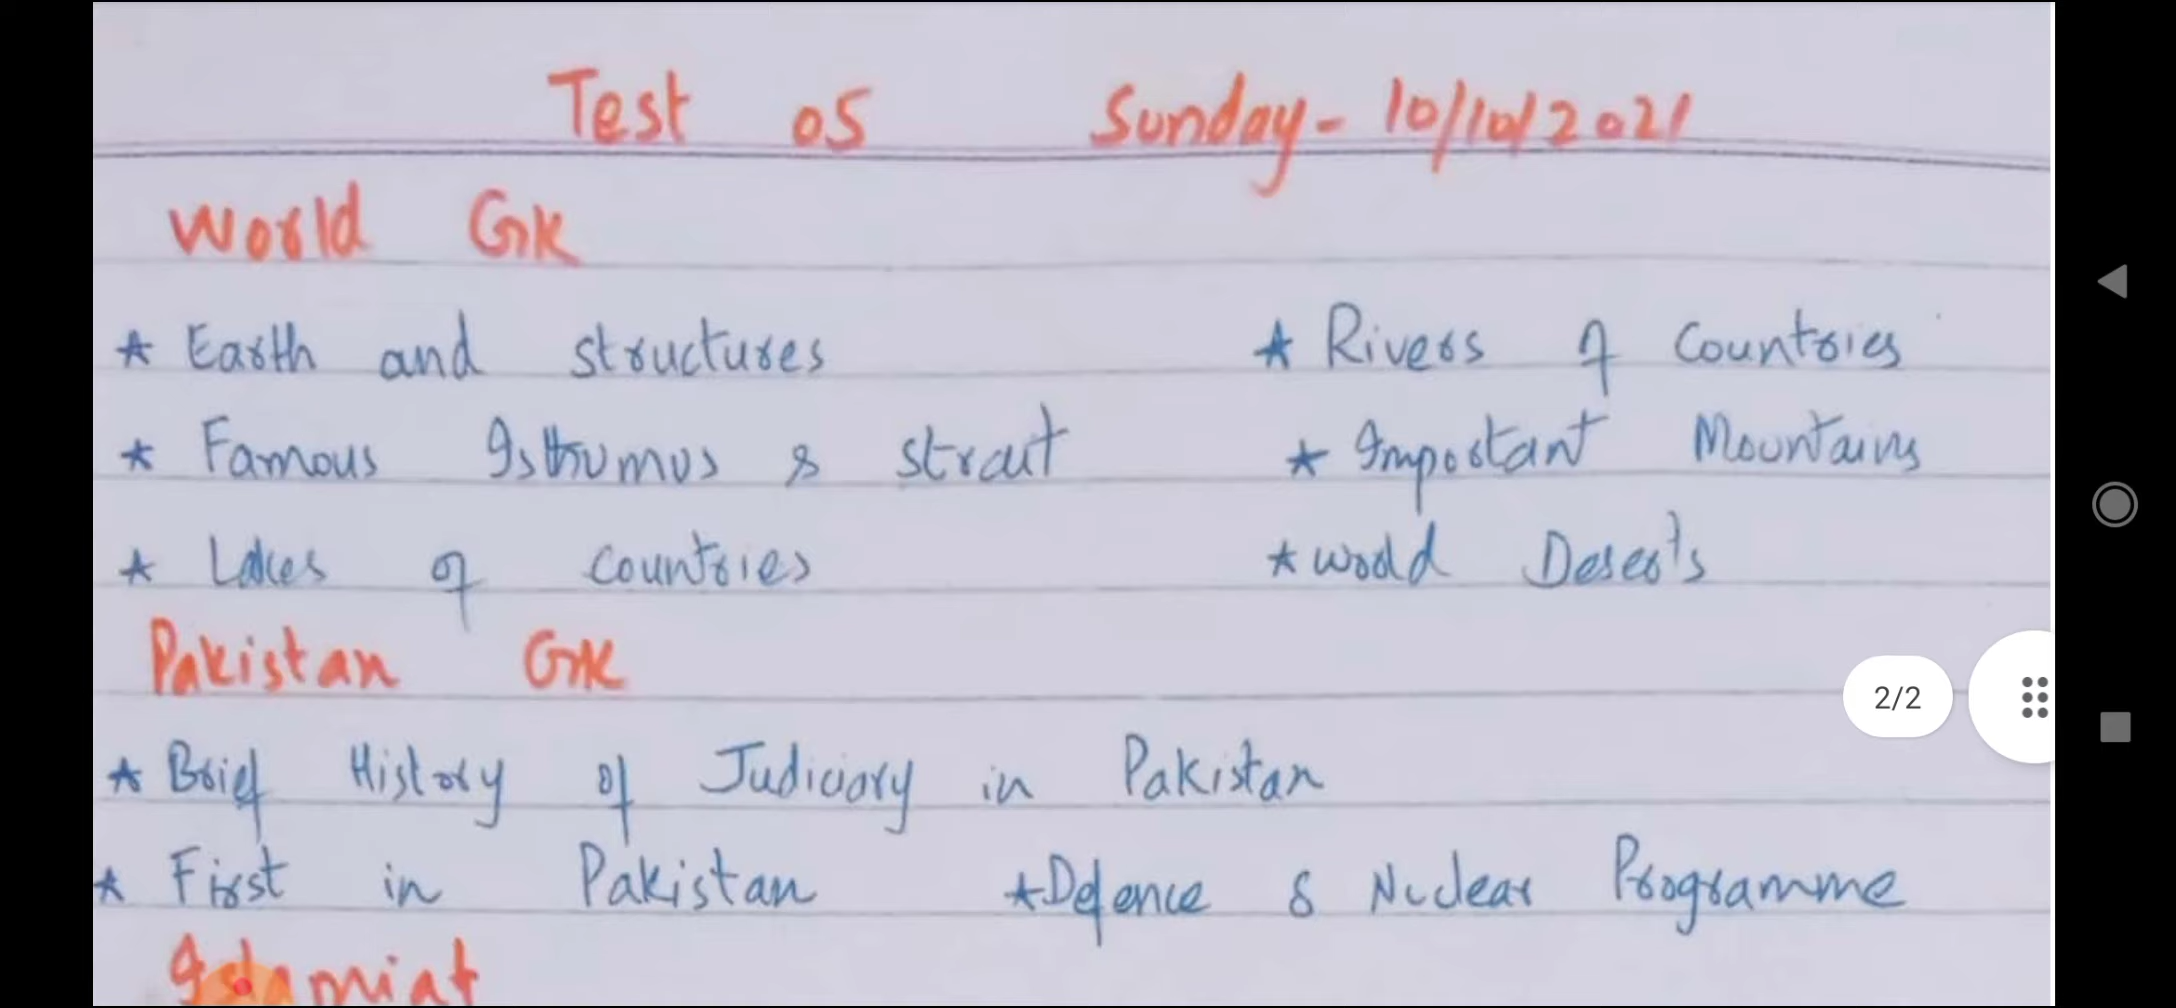 Test 05 Sunday - 10/10/2021
World GK
★ Earth and structures ★ Rivers of Countries
★ Famous Isthumus & strait ★ Important Mountains
★ Lakes of Countries ★ World Deserts
Pakistan GK
★ Brief History of Judiciary in Pakistan
★ First in Pakistan ★ Defence & Nuclear Programme
2/2
Islamiat